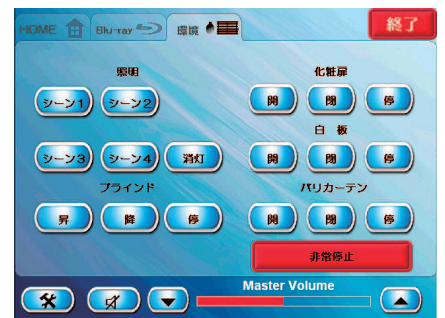 HOME Blu-ray 環境 終了
照明 化粧扉
シーン1 シーン2 開 閉 停
白 板
シーン3 シーン4 消灯 開 閉 停
ブラインド バリカーテン
昇 降 停 開 閉 停
非常停止
Master Volume